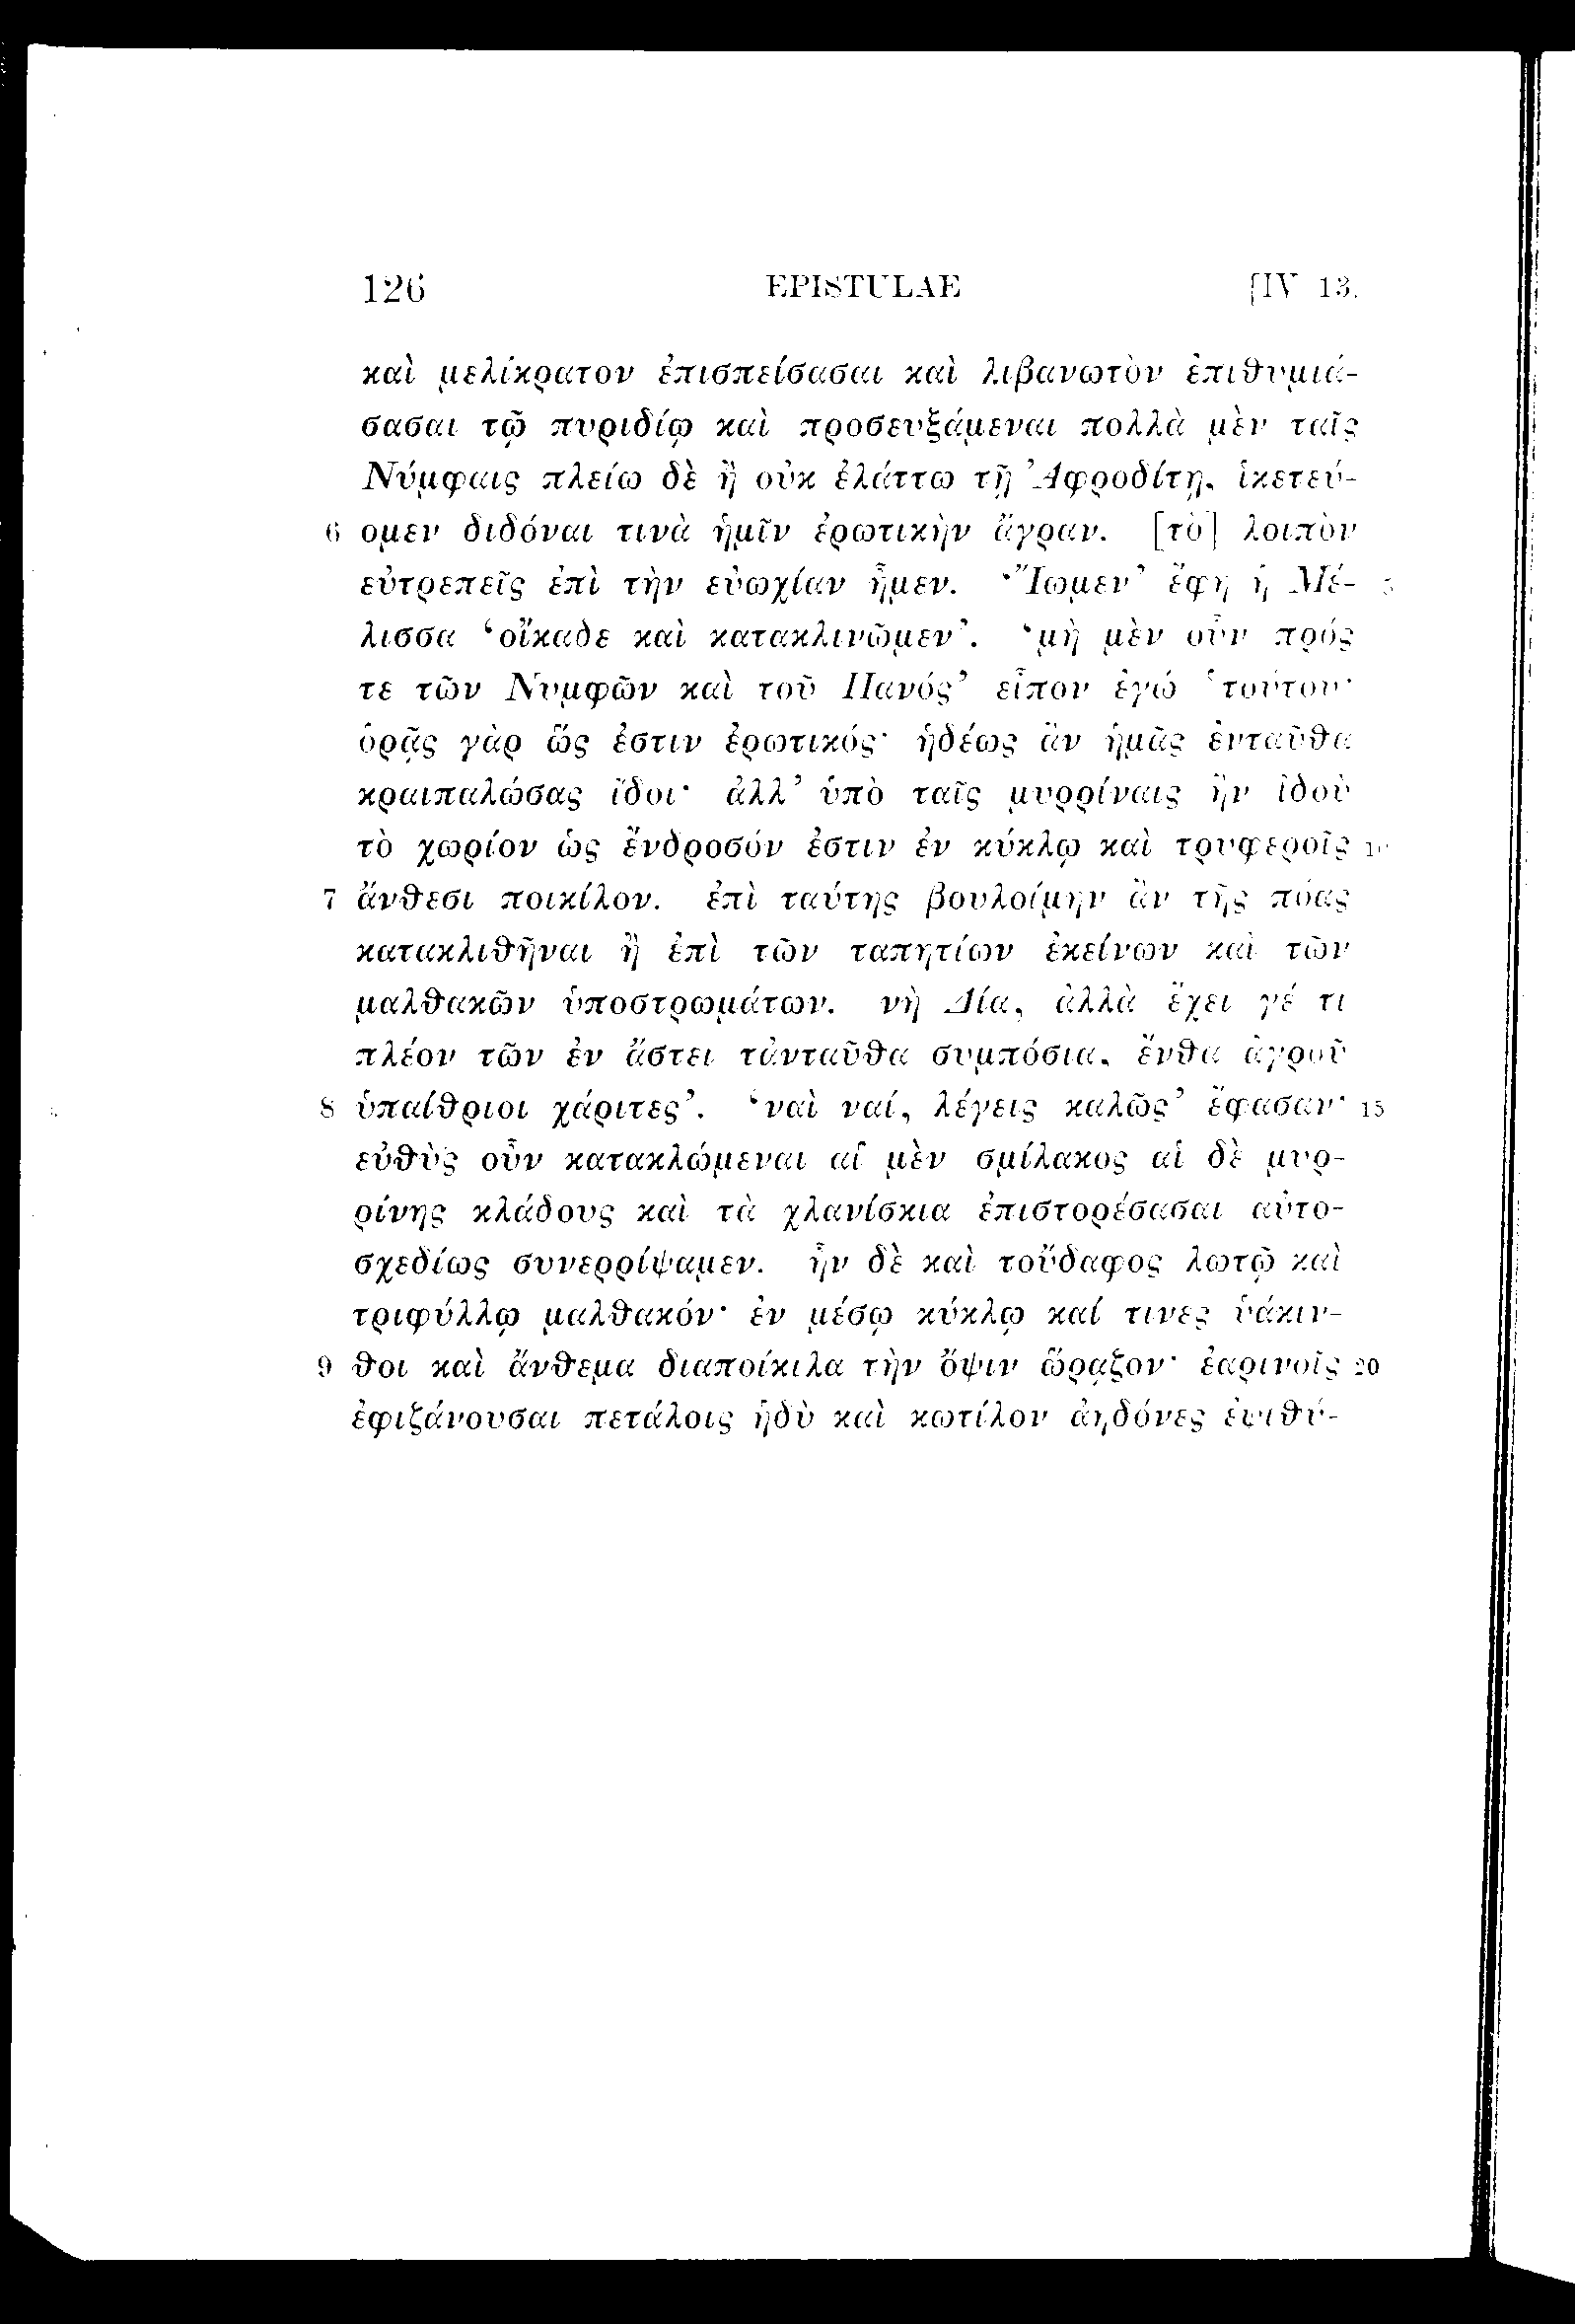 126 EPISTULAE [IV 13.
καὶ μελίκρατον ἐπισπείσασαι καὶ λιβανωτὸν ἐπιθυμιά-
σασαι τῷ πυριδίῳ καὶ προσευξάμεναι πολλὰ μὲν ταῖς
Νύμφαις πλείω δὲ ἢ οὐκ ἐλάττω τῇ Ἀφροδίτῃ, ἱκετεύ-
6 ομεν διδόναι τινὰ ἡμῖν ἐρωτικὴν ἄγραν. [τὸ] λοιπὸν
εὐτρεπεῖς ἐπὶ τὴν εὐωχίαν ἦμεν. ‘Ἴωμεν’ ἔφη ἡ Μέ- 5
λισσα ‘οἴκαδε καὶ κατακλινῶμεν’. ‘μὴ μὲν οὖν πρός
τε τῶν Νυμφῶν καὶ τοῦ Πανός’ εἶπον ἐγώ ‘τούτου·
ὁρᾷς γὰρ ὥς ἐστιν ἐρωτικός· ἡδέως ἂν ἡμᾶς ἐνταῦθα
κραιπαλώσας ἴδοι· ἀλλ’ ὑπὸ ταῖς μυρρίναις ἢν ἰδοὺ
τὸ χωρίον ὡς ἔνδροσόν ἐστιν ἐν κύκλῳ καὶ τρυφεροῖς 10
7 ἄνθεσι ποικίλον. ἐπὶ ταύτης βουλοίμην ἂν τῆς πόας
κατακλιθῆναι ἢ ἐπὶ τῶν ταπητίων ἐκείνων καὶ τῶν
μαλθακῶν ὑποστρωμάτων. νὴ Δία, ἀλλὰ ἔχει γέ τι
πλέον τῶν ἐν ἄστει τἀνταῦθα συμπόσια, ἔνθα ἀγροῦ
8 ὑπαίθριοι χάριτες’. ‘ναὶ ναί, λέγεις καλῶς’ ἔφασαν· 15
εὐθὺς οὖν κατακλώμεναι αἱ μὲν σμίλακος αἱ δὲ μυρ-
ρίνης κλάδους καὶ τὰ χλανίσκια ἐπιστορέσασαι αὐτο-
σχεδίως συνερρίψαμεν. ἦν δὲ καὶ τοὔδαφος λωτῷ καὶ
τριφύλλῳ μαλθακόν· ἐν μέσῳ κύκλῳ καί τινες ὑάκιν-
9 θοι καὶ ἄνθεμα διαποίκιλα τὴν ὄψιν ὥραζον· ἐαρινοῖς 20
ἐφιζάνουσαι πετάλοις ἡδὺ καὶ κωτίλον ἀηδόνες ἐψιθύ-